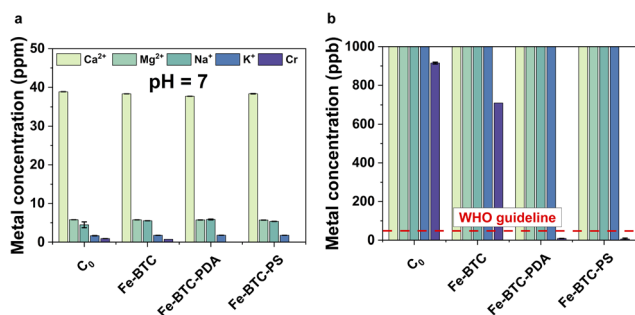 a
Metal concentration (ppm)
50
40
30
20
10
0
Ca²⁺ Mg²⁺ Na⁺ K⁺ Cr
pH = 7
C₀
Fe-BTC
Fe-BTC-PDA
Fe-BTC-PS
b
Metal concentration (ppb)
1000
800
600
400
200
0
WHO guideline
C₀
Fe-BTC
Fe-BTC-PDA
Fe-BTC-PS